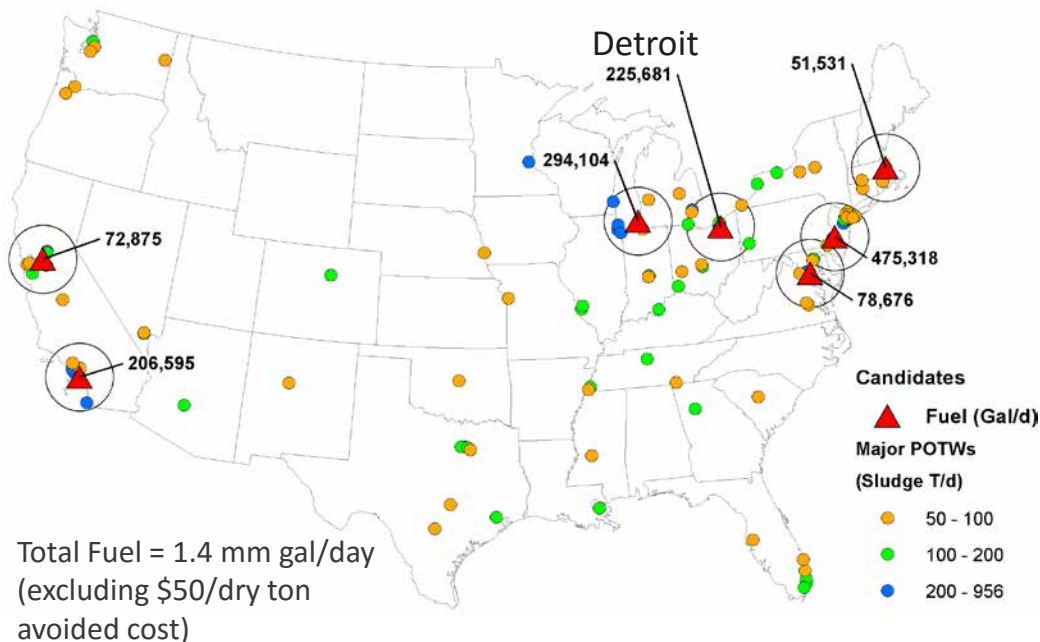 Detroit
225,681
51,531
294,104
72,875
475,318
78,676
206,595
Candidates
Fuel (Gal/d)
Major POTWs
(Sludge T/d)
50 - 100
100 - 200
200 - 956
Total Fuel = 1.4 mm gal/day
(excluding $50/dry ton
avoided cost)